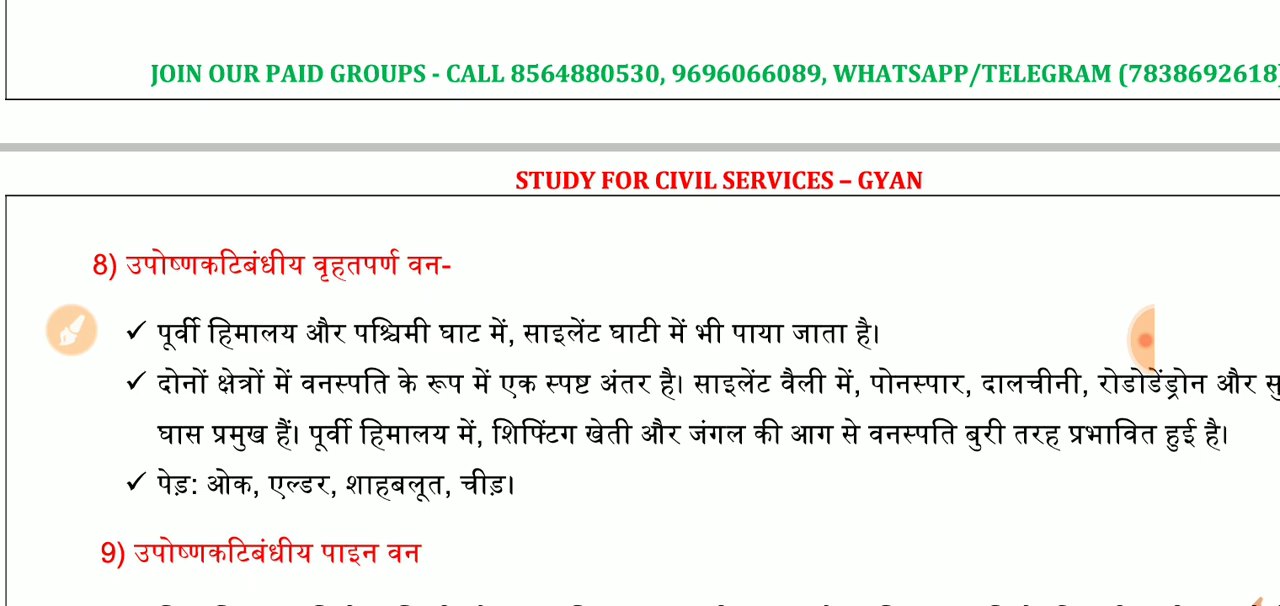 JOIN OUR PAID GROUPS - CALL 8564880530, 9696066089, WHATSAPP/TELEGRAM (7838692618)
STUDY FOR CIVIL SERVICES – GYAN
8) उपोष्णकटिबंधीय वृहतपर्ण वन-
✓ पूर्वी हिमालय और पश्चिमी घाट में, साइलेंट घाटी में भी पाया जाता है।
✓ दोनों क्षेत्रों में वनस्पति के रूप में एक स्पष्ट अंतर है। साइलेंट वैली में, पोनस्पार, दालचीनी, रोडोडेंड्रोन और
घास प्रमुख हैं। पूर्वी हिमालय में, शिफ्टिंग खेती और जंगल की आग से वनस्पति बुरी तरह प्रभावित हुई है।
✓ पेड़: ओक, एल्डर, शाहबलूत, चीड़।
9) उपोष्णकटिबंधीय पाइन वन